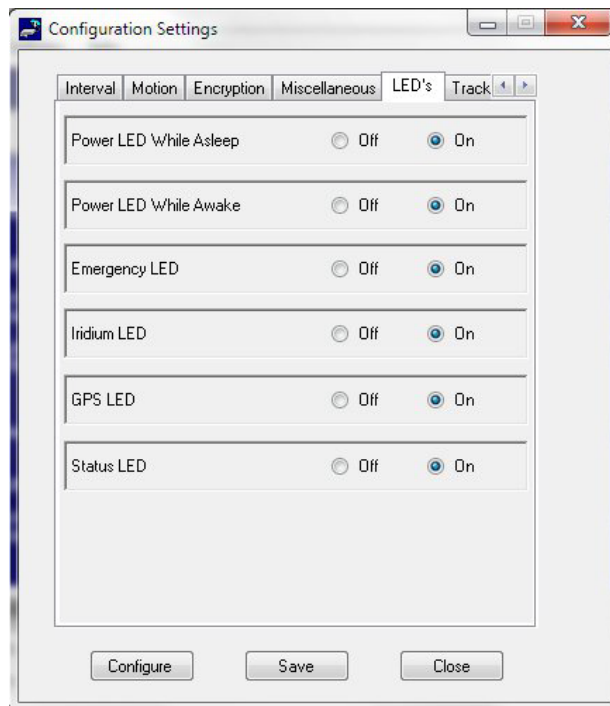 Configuration Settings
Interval Motion Encryption Miscellaneous LED's Track
Power LED While Asleep Off On
Power LED While Awake Off On
Emergency LED Off On
Iridium LED Off On
GPS LED Off On
Status LED Off On
Configure Save Close